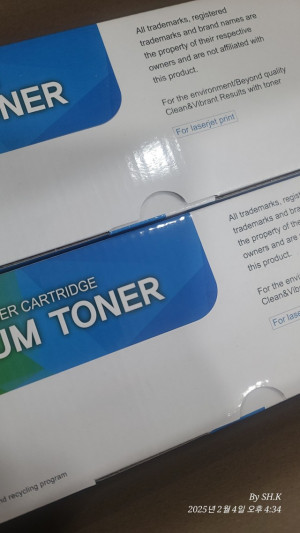 All trademarks, registered
trademarks and brand names are
the property of their respective
owners and are not affiliated with
this product.
For the environment/Beyond quality
Clean&Vibrant Results with toner
For laserjet print
NER
All trademarks, regist
trademarks and bra
the property of their
owners and are not
this product.
For the env
Clean&Vib
For lase
ER CARTRIDGE
UM TONER
nd recycling program
By SH.K
2025년 2월 4일 오후 4:34